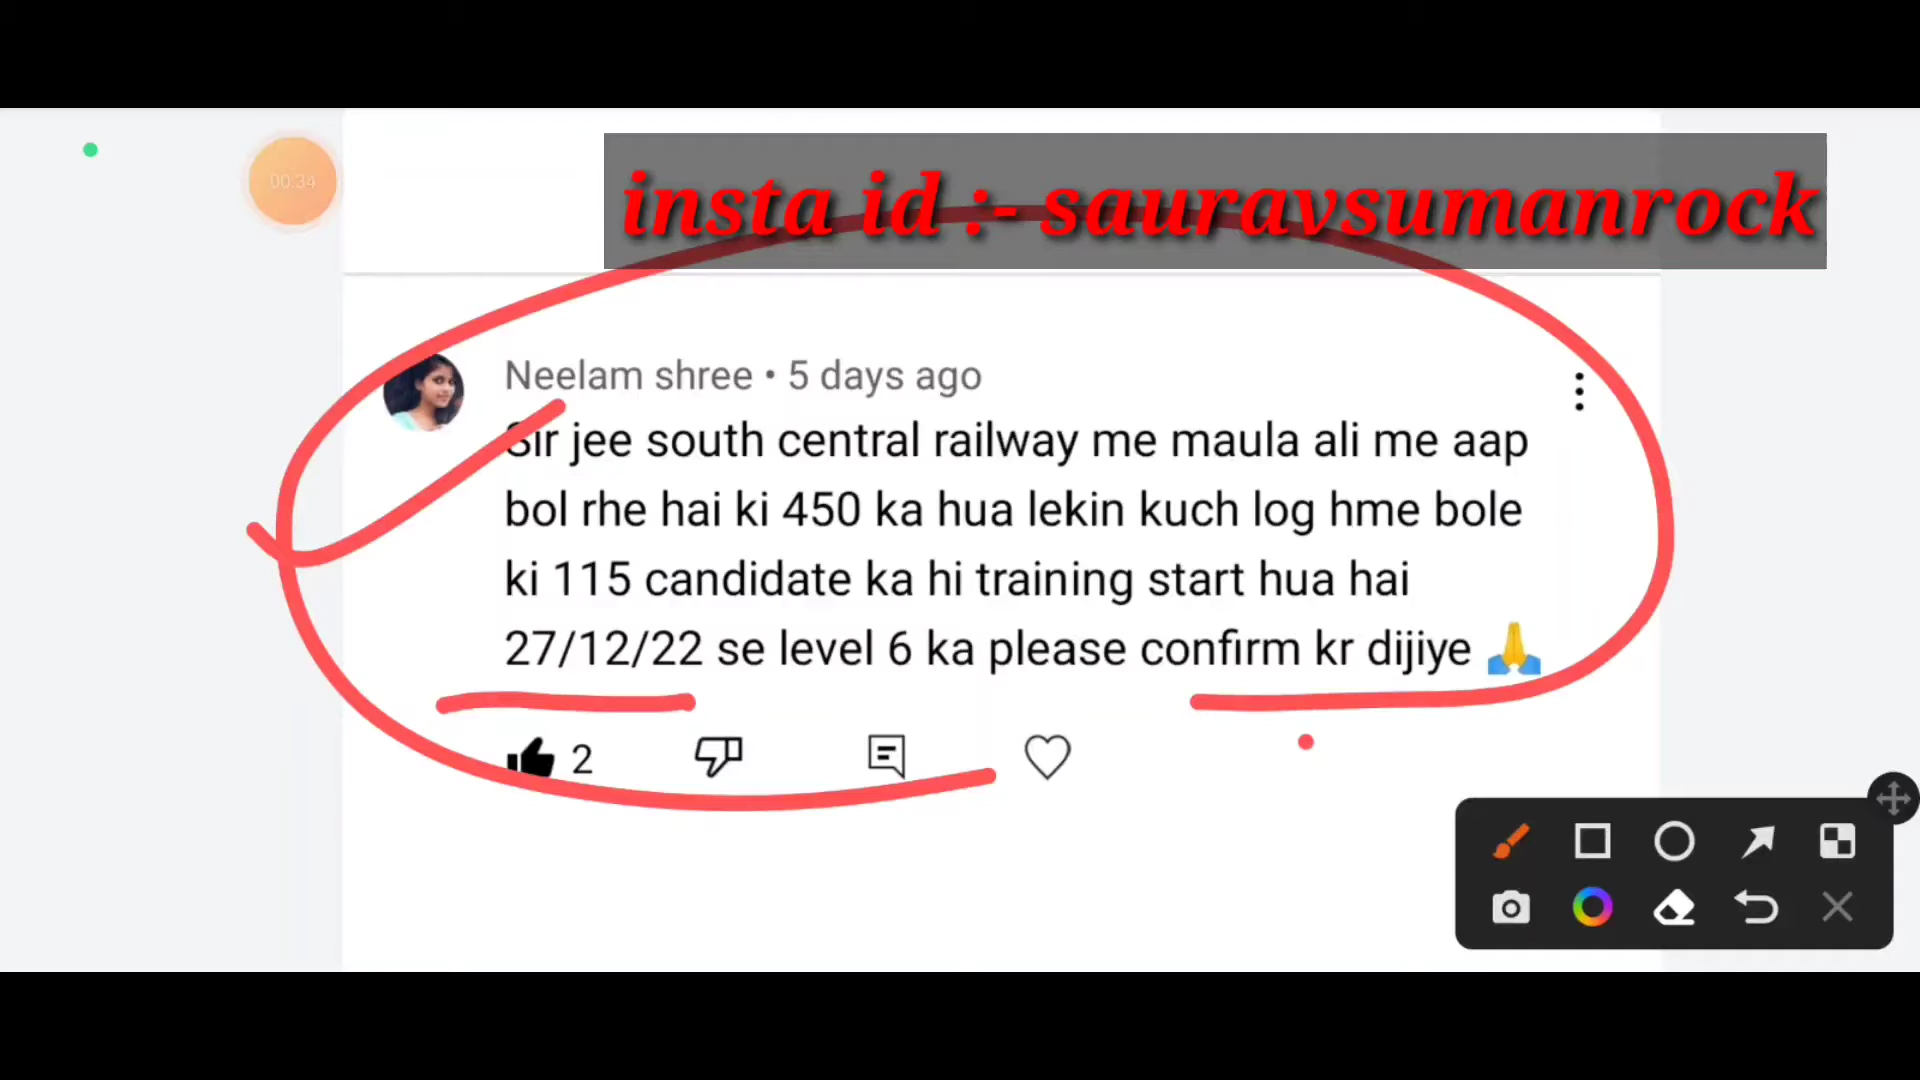 00:34
insta id :- sauravsumanrock
Neelam shree • 5 days ago
Sir jee south central railway me maula ali me aap
bol rhe hai ki 450 ka hua lekin kuch log hme bole
ki 115 candidate ka hi training start hua hai
27/12/22 se level 6 ka please confirm kr dijiye 🙏
2